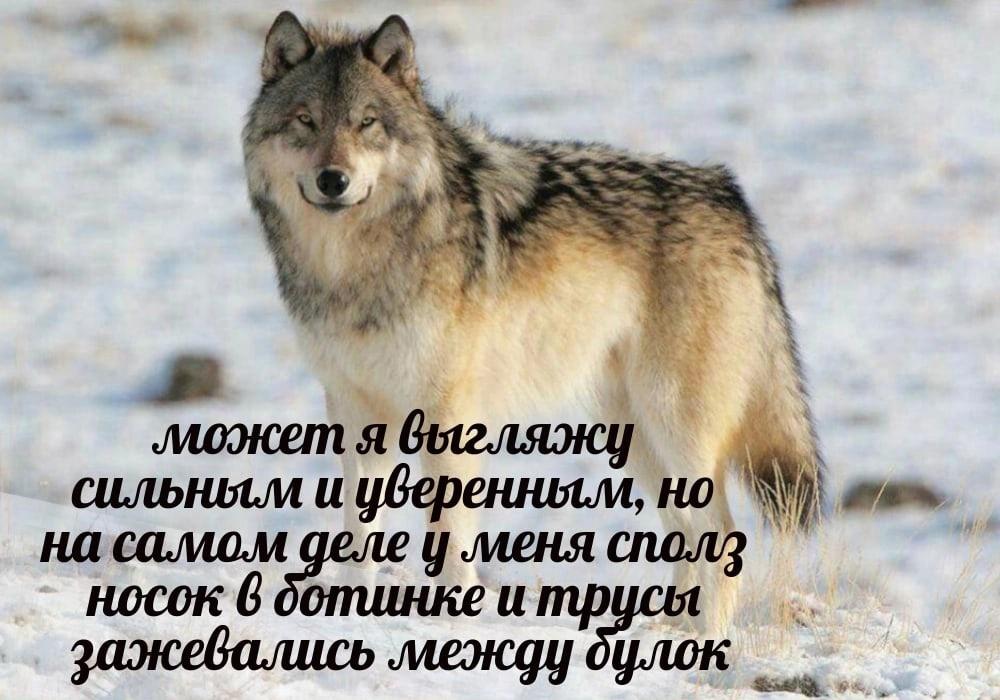 может я выгляжу
сильным и уверенным, но
на самом деле у меня сполз
носок в ботинке и трусы
зажевались между булок